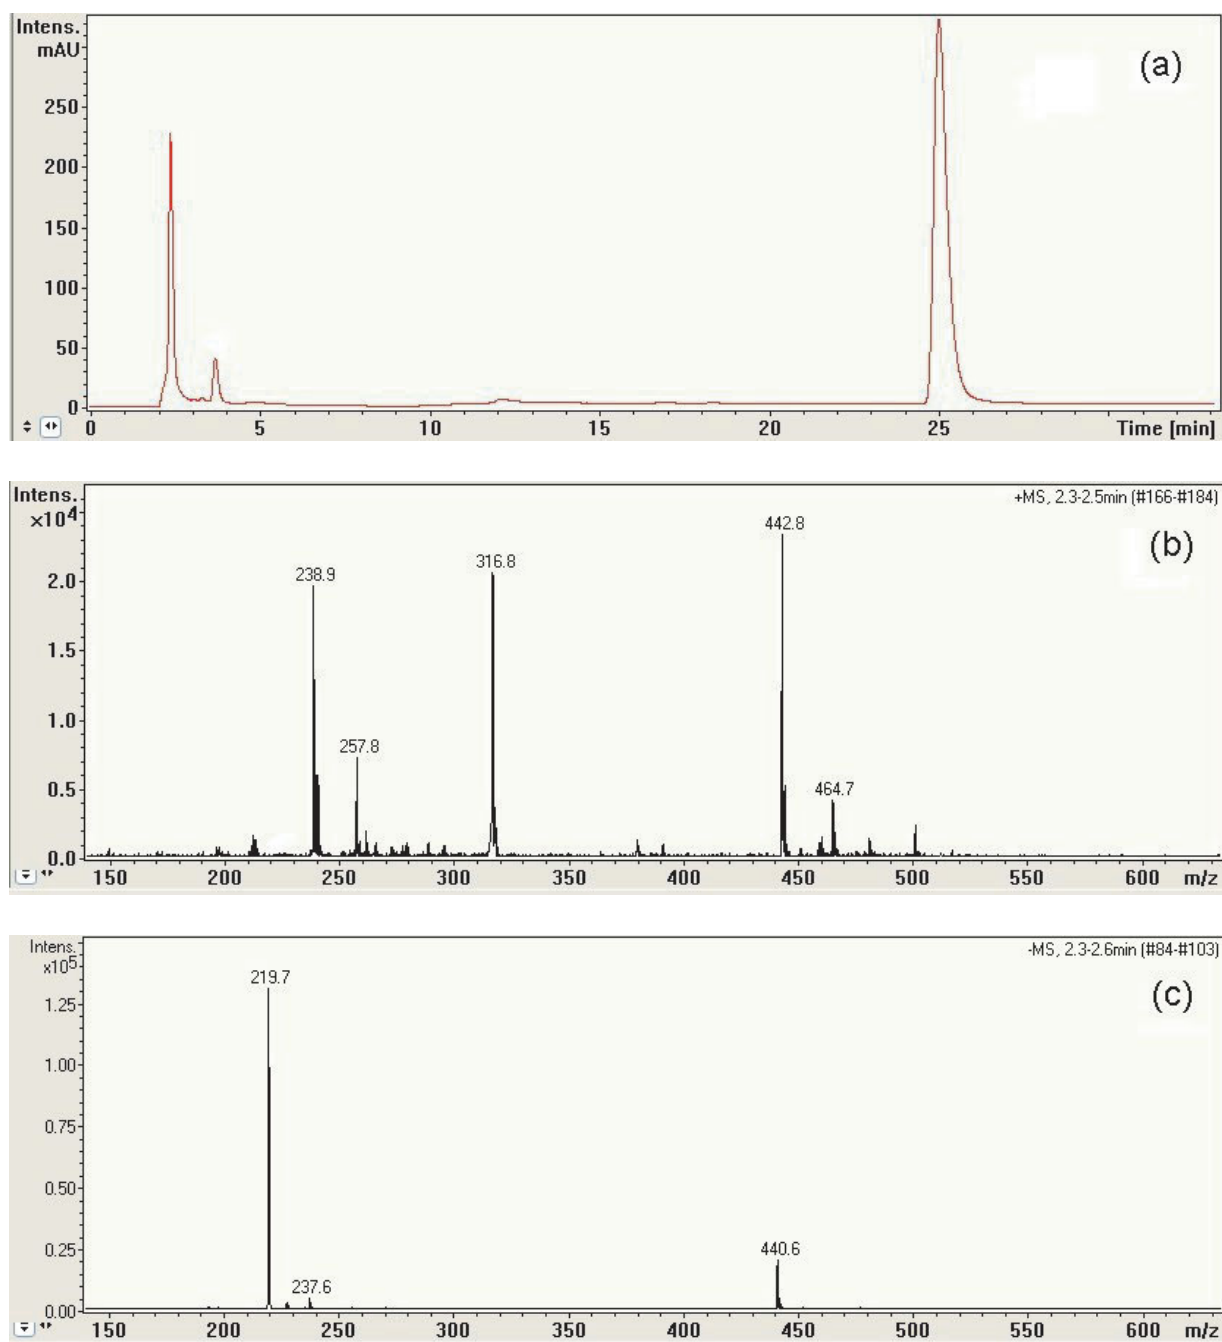 Intens.
mAU
(a)
250
200
150
100
50
0
0 5 10 15 20 25 Time [min]
Intens.
×10⁴
+MS, 2.3-2.5min (#166-#184)
(b)
442.8
316.8
238.9
2.0
1.5
1.0
257.8
464.7
0.5
0.0
150 200 250 300 350 400 450 500 550 600 m/z
Intens.
x10⁵
-MS, 2.3-2.6min (#84-#103)
(c)
219.7
1.25
1.00
0.75
0.50
0.25
440.6
237.6
0.00
150 200 250 300 350 400 450 500 550 600 m/z